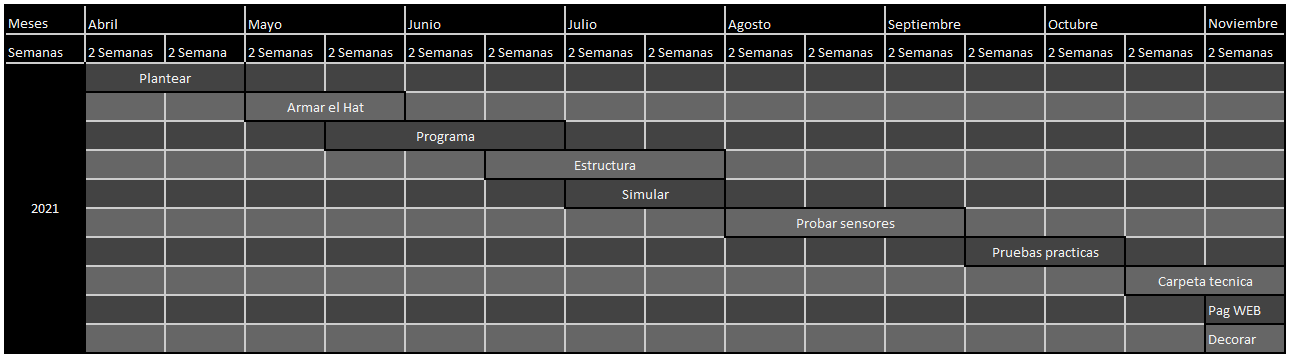 Meses Abril Mayo Junio Julio Agosto Septiembre Octubre Noviembre
Semanas 2 Semanas 2 Semana 2 Semanas 2 Semanas 2 Semanas 2 Semanas 2 Semanas 2 Semanas 2 Semanas 2 Semanas 2 Semanas 2 Semanas 2 Semanas 2 Semanas 2 Semanas
Plantear
Armar el Hat
Programa
Estructura
Simular
2021
Probar sensores
Pruebas practicas
Carpeta tecnica
Pag WEB
Decorar